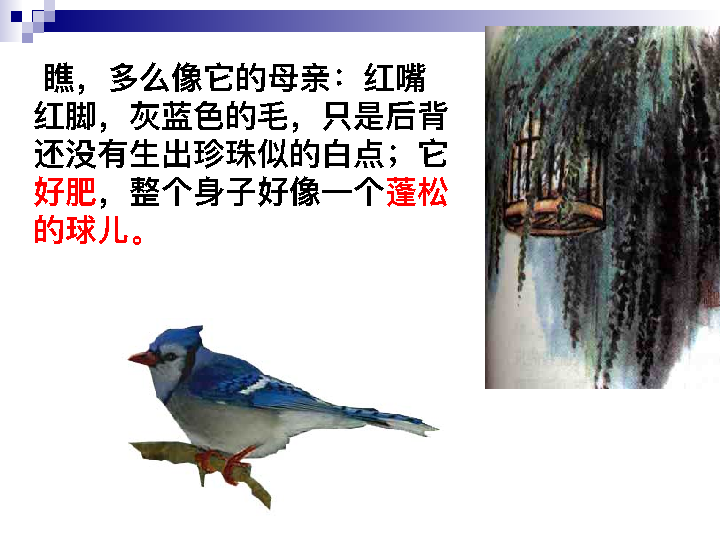 瞧，多么像它的母亲：红嘴
红脚，灰蓝色的毛，只是后背
还没有生出珍珠似的白点；它
好肥，整个身子好像一个蓬松
的球儿。